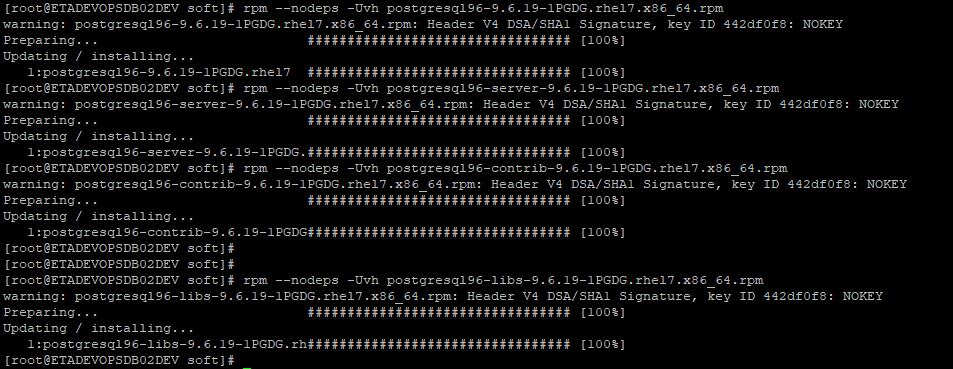 [root@ETADEVOPSDB02DEV soft]# rpm --nodeps -Uvh postgresql96-9.6.19-1PGDG.rhel7.x86_64.rpm
warning: postgresql96-9.6.19-1PGDG.rhel7.x86_64.rpm: Header V4 DSA/SHA1 Signature, key ID 442df0f8: NOKEY
Preparing...                          ################################# [100%]
Updating / installing...
   1:postgresql96-9.6.19-1PGDG.rhel7  ################################# [100%]
[root@ETADEVOPSDB02DEV soft]# rpm --nodeps -Uvh postgresql96-server-9.6.19-1PGDG.rhel7.x86_64.rpm
warning: postgresql96-server-9.6.19-1PGDG.rhel7.x86_64.rpm: Header V4 DSA/SHA1 Signature, key ID 442df0f8: NOKEY
Preparing...                          ################################# [100%]
Updating / installing...
   1:postgresql96-server-9.6.19-1PGDG.################################# [100%]
[root@ETADEVOPSDB02DEV soft]# rpm --nodeps -Uvh postgresql96-contrib-9.6.19-1PGDG.rhel7.x86_64.rpm
warning: postgresql96-contrib-9.6.19-1PGDG.rhel7.x86_64.rpm: Header V4 DSA/SHA1 Signature, key ID 442df0f8: NOKEY
Preparing...                          ################################# [100%]
Updating / installing...
   1:postgresql96-contrib-9.6.19-1PGDG################################# [100%]
[root@ETADEVOPSDB02DEV soft]#
[root@ETADEVOPSDB02DEV soft]#
[root@ETADEVOPSDB02DEV soft]# rpm --nodeps -Uvh postgresql96-libs-9.6.19-1PGDG.rhel7.x86_64.rpm
warning: postgresql96-libs-9.6.19-1PGDG.rhel7.x86_64.rpm: Header V4 DSA/SHA1 Signature, key ID 442df0f8: NOKEY
Preparing...                          ################################# [100%]
Updating / installing...
   1:postgresql96-libs-9.6.19-1PGDG.rh################################# [100%]
[root@ETADEVOPSDB02DEV soft]#